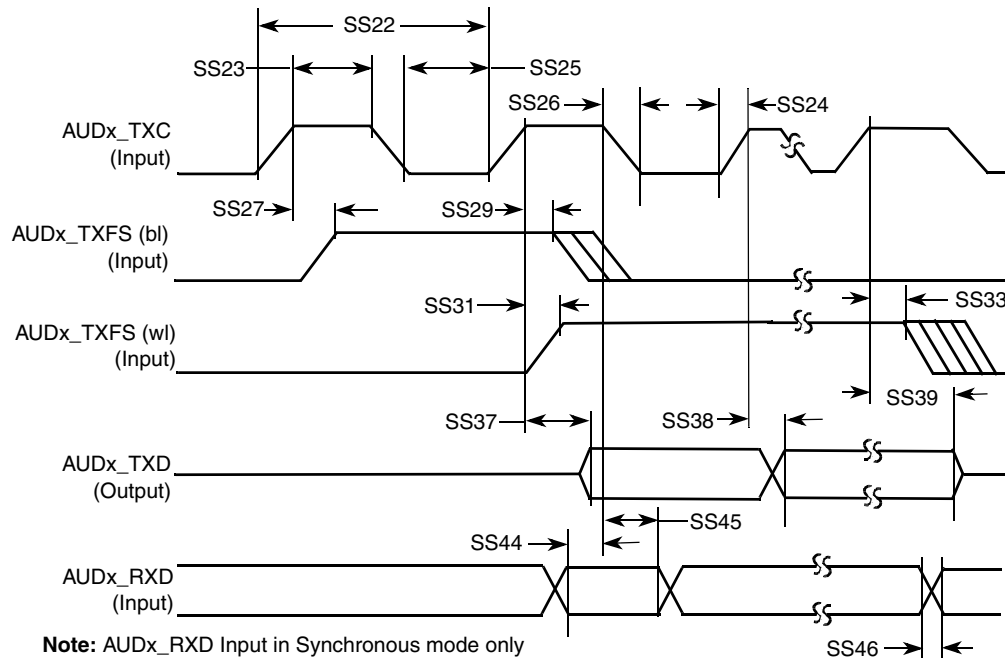 SS22
SS23
SS25
SS26
SS24
AUDx_TXC
(Input)
SS27
SS29
AUDx_TXFS (bl)
(Input)
SS31
SS33
AUDx_TXFS (wl)
(Input)
SS39
SS37
SS38
AUDx_TXD
(Output)
SS45
SS44
AUDx_RXD
(Input)
Note: AUDx_RXD Input in Synchronous mode only
SS46